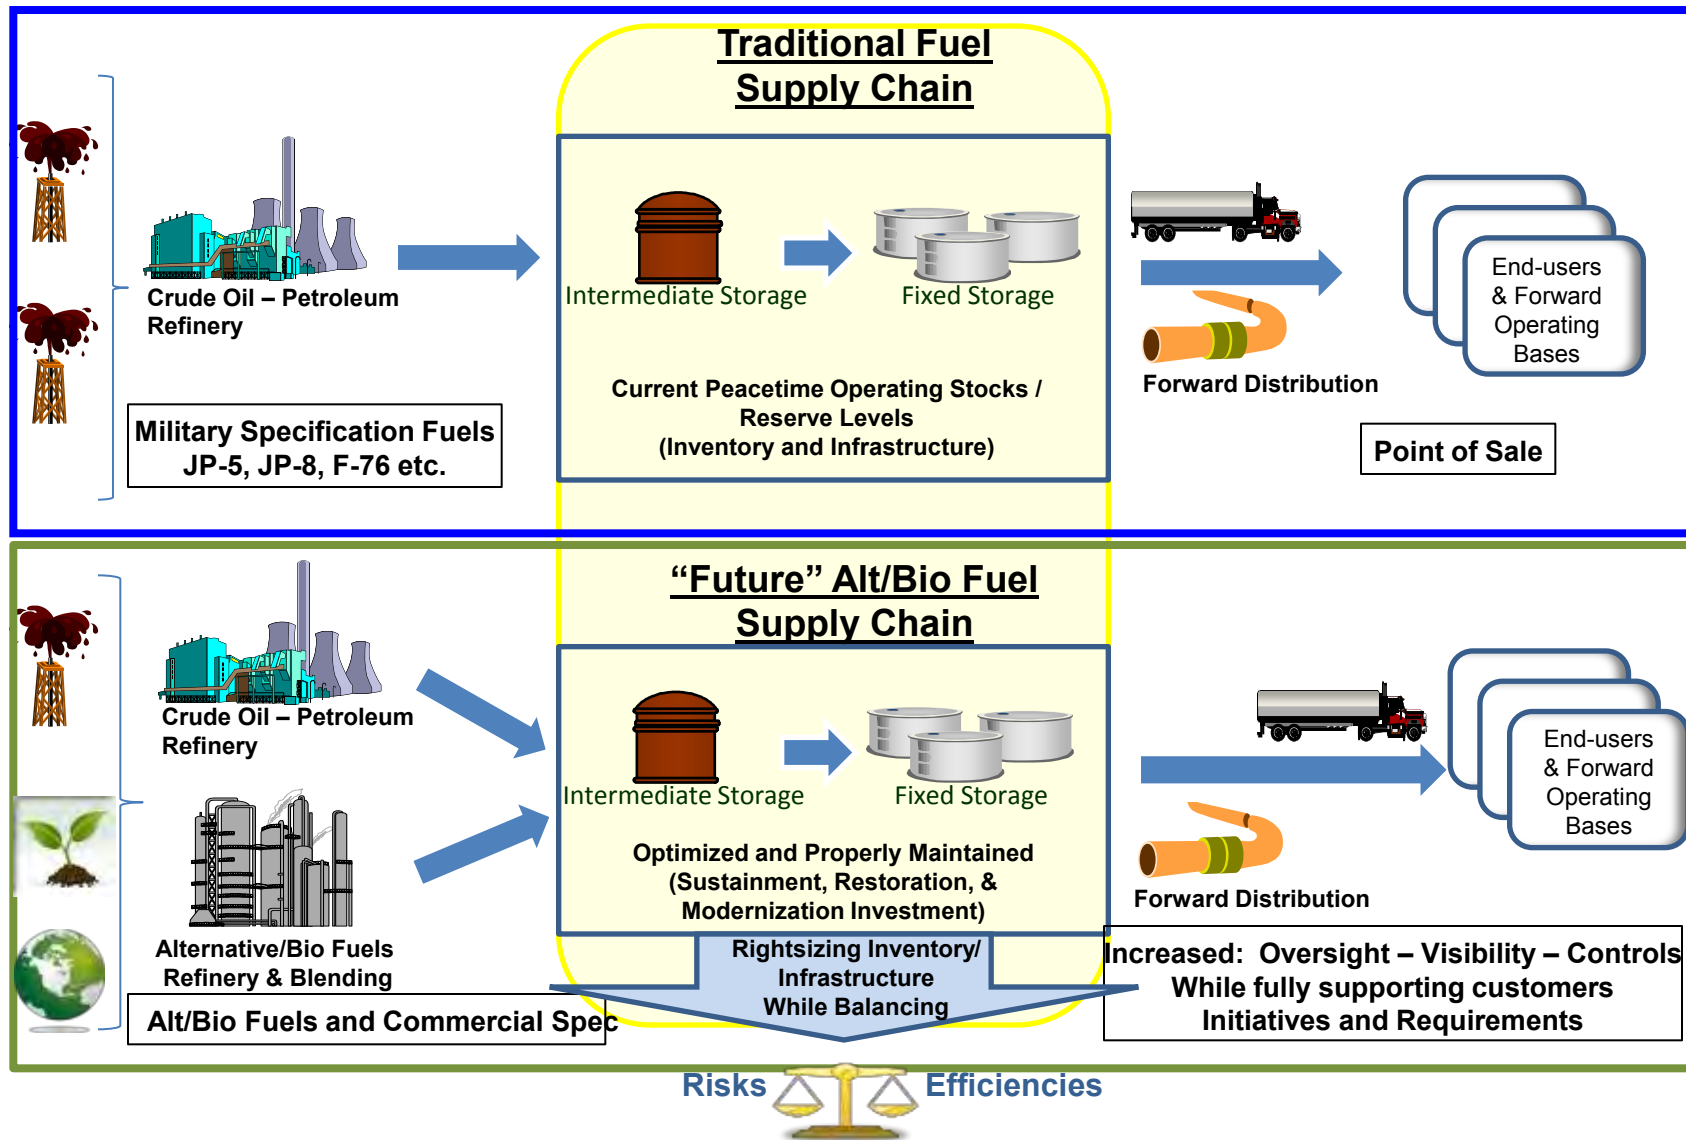 Traditional Fuel
Supply Chain
Crude Oil – Petroleum
Refinery
Military Specification Fuels
JP-5, JP-8, F-76 etc.
Intermediate Storage
Fixed Storage
Current Peacetime Operating Stocks /
Reserve Levels
(Inventory and Infrastructure)
Forward Distribution
End-users
& Forward
Operating
Bases
Point of Sale
“Future” Alt/Bio Fuel
Supply Chain
Crude Oil – Petroleum
Refinery
Alternative/Bio Fuels
Refinery & Blending
Alt/Bio Fuels and Commercial Spec
Intermediate Storage
Fixed Storage
Optimized and Properly Maintained
(Sustainment, Restoration, &
Modernization Investment)
Rightsizing Inventory/
Infrastructure
While Balancing
Forward Distribution
End-users
& Forward
Operating
Bases
Increased:  Oversight – Visibility – Controls
While fully supporting customers
Initiatives and Requirements
Risks
Efficiencies